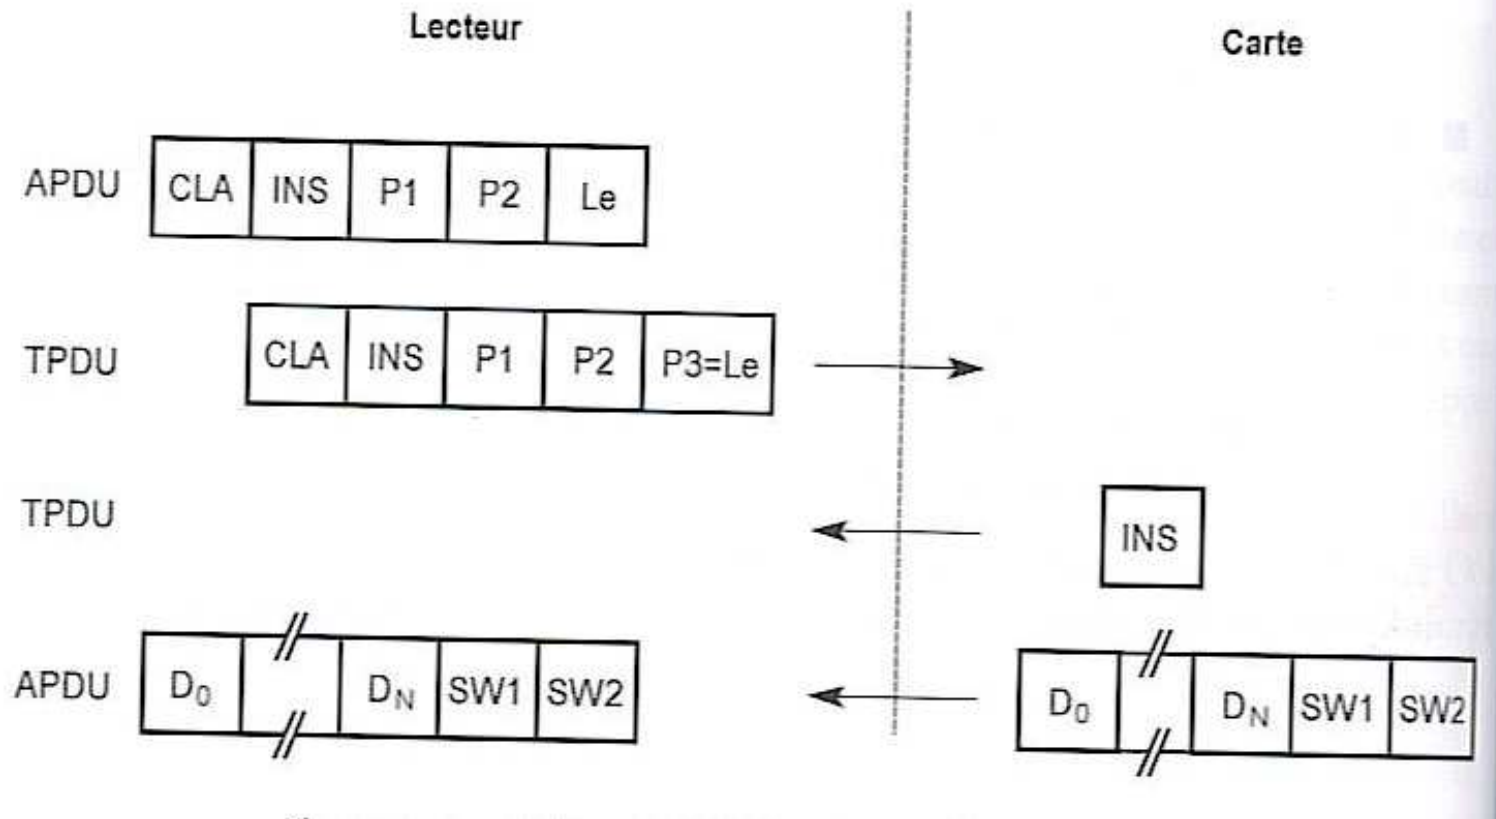 Lecteur Carte
APDU CLA INS P1 P2 Le
TPDU CLA INS P1 P2 P3=Le
TPDU INS
APDU D0 DN SW1 SW2 D0 DN SW1 SW2